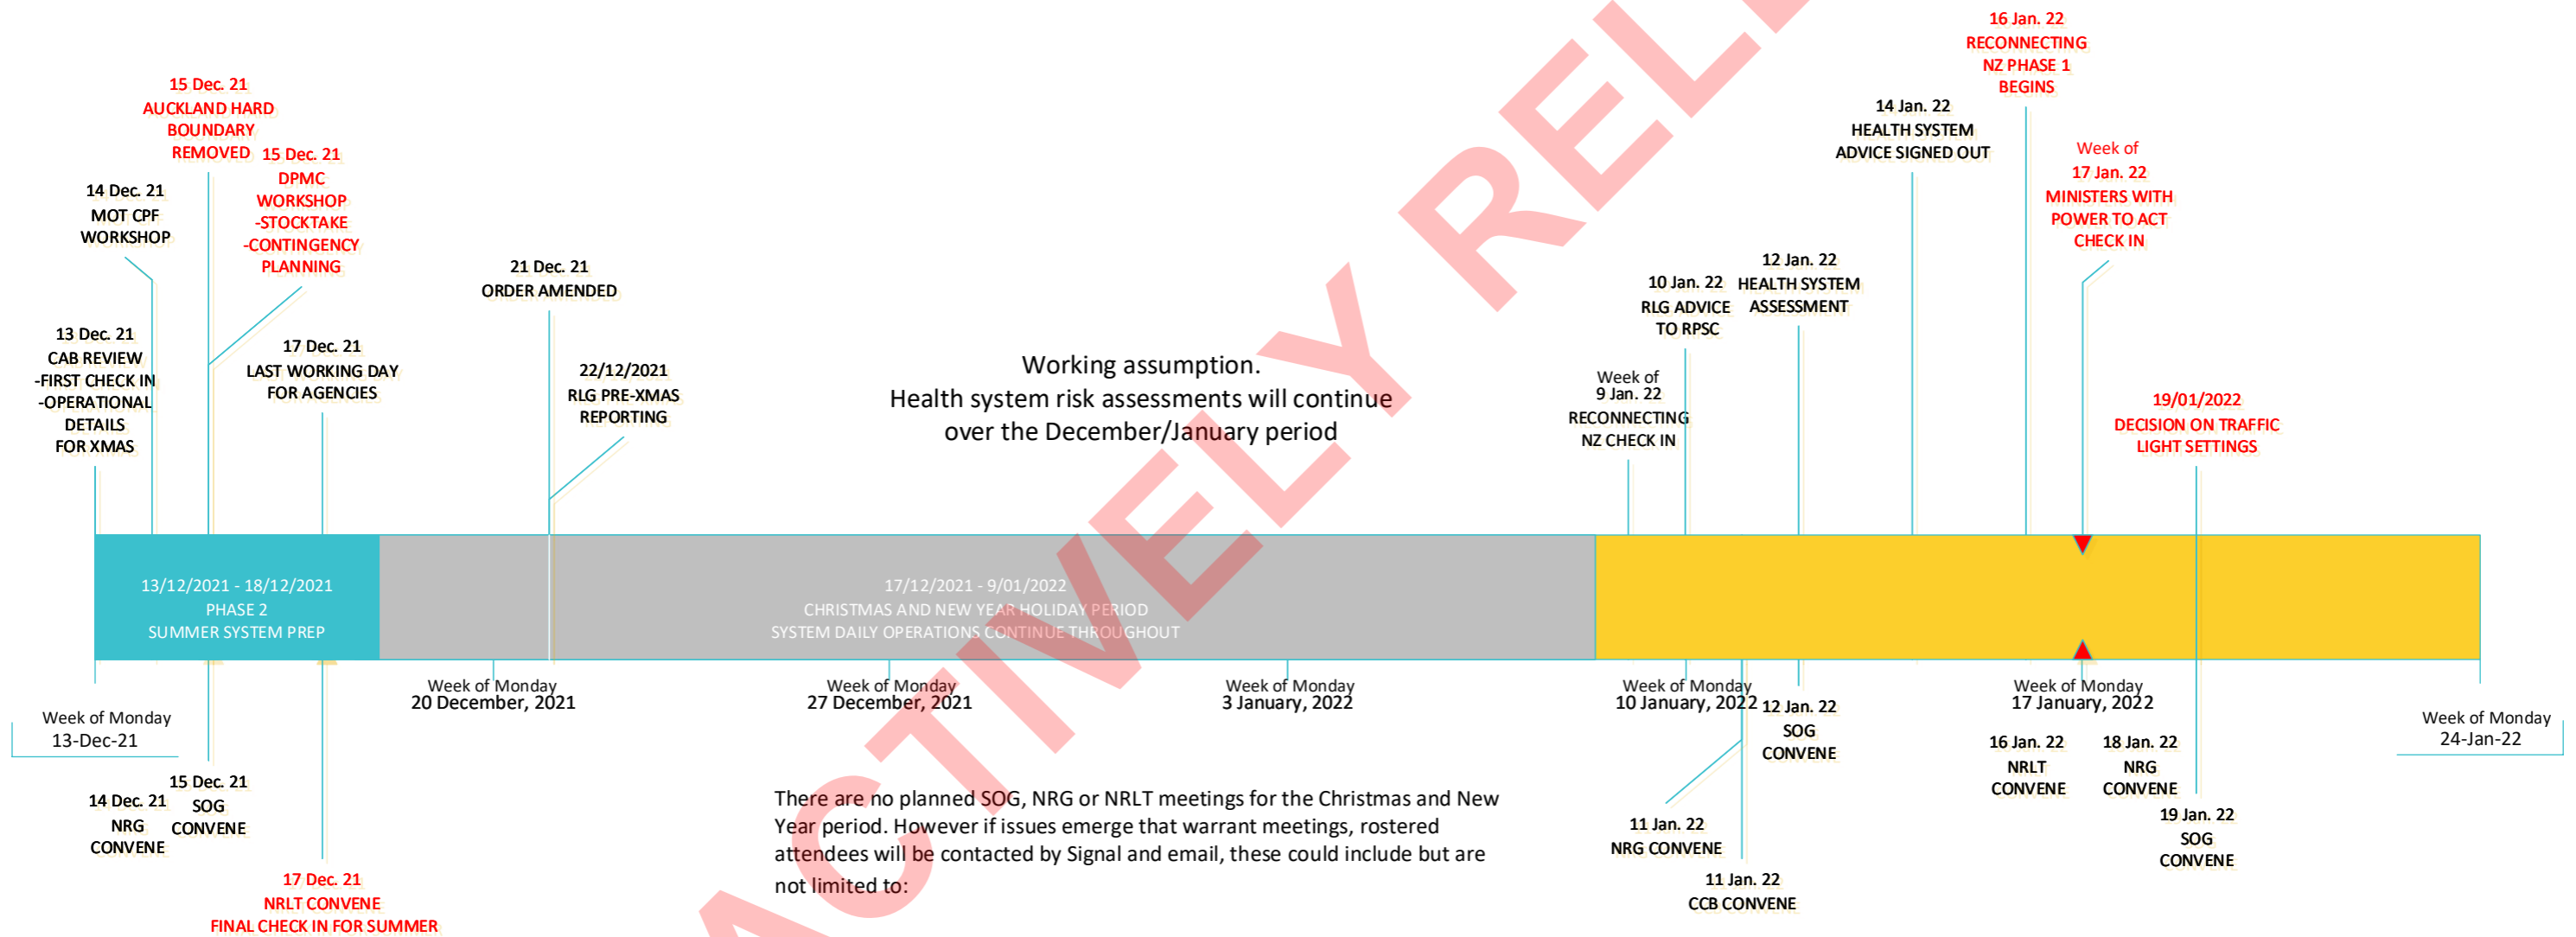 16 Jan. 22
RECONNECTING
NZ PHASE 1
BEGINS
15 Dec. 21
AUCKLAND HARD
BOUNDARY
REMOVED
14 Jan. 22
HEALTH SYSTEM
ADVICE SIGNED OUT
15 Dec. 21
DPMC
WORKSHOP
-STOCKTAKE
-CONTINGENCY
PLANNING
Week of
17 Jan. 22
MINISTERS WITH
POWER TO ACT
CHECK IN
14 Dec. 21
MOT CPF
WORKSHOP
21 Dec. 21
ORDER AMENDED
12 Jan. 22
HEALTH SYSTEM
ASSESSMENT
10 Jan. 22
RLG ADVICE
TO RPSC
13 Dec. 21
CAB REVIEW
-FIRST CHECK IN
-OPERATIONAL
DETAILS
FOR XMAS
17 Dec. 21
LAST WORKING DAY
FOR AGENCIES
22/12/2021
RLG PRE-XMAS
REPORTING
Working assumption.
Health system risk assessments will continue
over the December/January period
Week of
9 Jan. 22
RECONNECTING
NZ CHECK IN
19/01/2022
DECISION ON TRAFFIC
LIGHT SETTINGS
13/12/2021 - 18/12/2021
PHASE 2
SUMMER SYSTEM PREP
17/12/2021 - 9/01/2022
CHRISTMAS AND NEW YEAR HOLIDAY PERIOD
SYSTEM DAILY OPERATIONS CONTINUE THROUGHOUT
Week of Monday
13-Dec-21
Week of Monday
20 December, 2021
Week of Monday
27 December, 2021
Week of Monday
3 January, 2022
Week of Monday
10 January, 2022
Week of Monday
17 January, 2022
Week of Monday
24-Jan-22
14 Dec. 21
NRG
CONVENE
15 Dec. 21
SOG
CONVENE
17 Dec. 21
NRLT CONVENE
FINAL CHECK IN FOR SUMMER
There are no planned SOG, NRG or NRLT meetings for the Christmas and New
Year period. However if issues emerge that warrant meetings, rostered
attendees will be contacted by Signal and email, these could include but are
not limited to:
11 Jan. 22
NRG CONVENE
11 Jan. 22
CCB CONVENE
12 Jan. 22
SOG
CONVENE
16 Jan. 22
NRLT
CONVENE
18 Jan. 22
NRG
CONVENE
19 Jan. 22
SOG
CONVENE
ACTIVELY REL